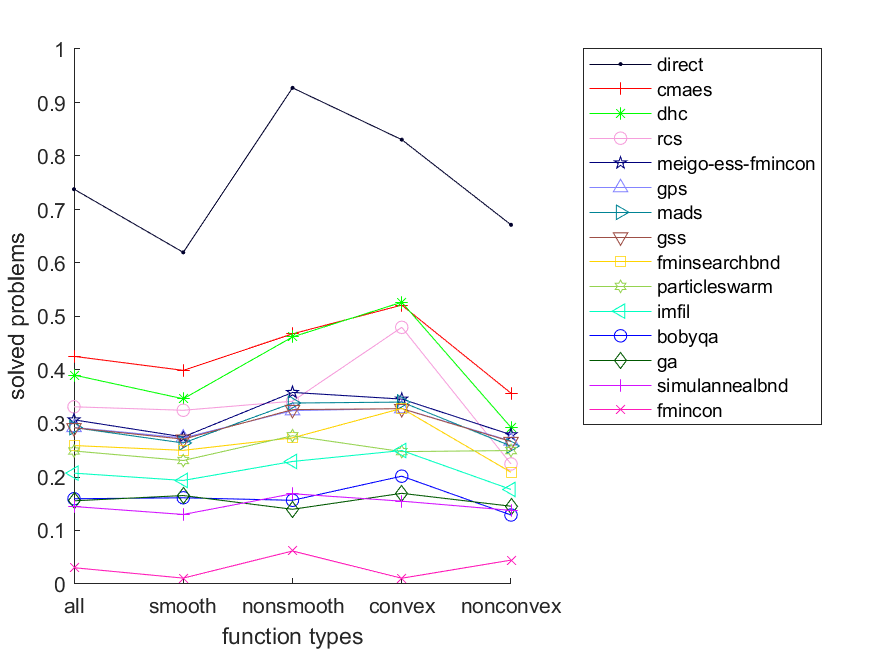 1
0.9
0.8
0.7
0.6
0.5
0.4
0.3
0.2
0.1
0
solved problems
all smooth nonsmooth convex nonconvex
function types
direct
cmaes
dhc
rcs
meigo-ess-fmincon
gps
mads
gss
fminsearchbnd
particleswarm
imfil
bobyqa
ga
simulannealbnd
fmincon